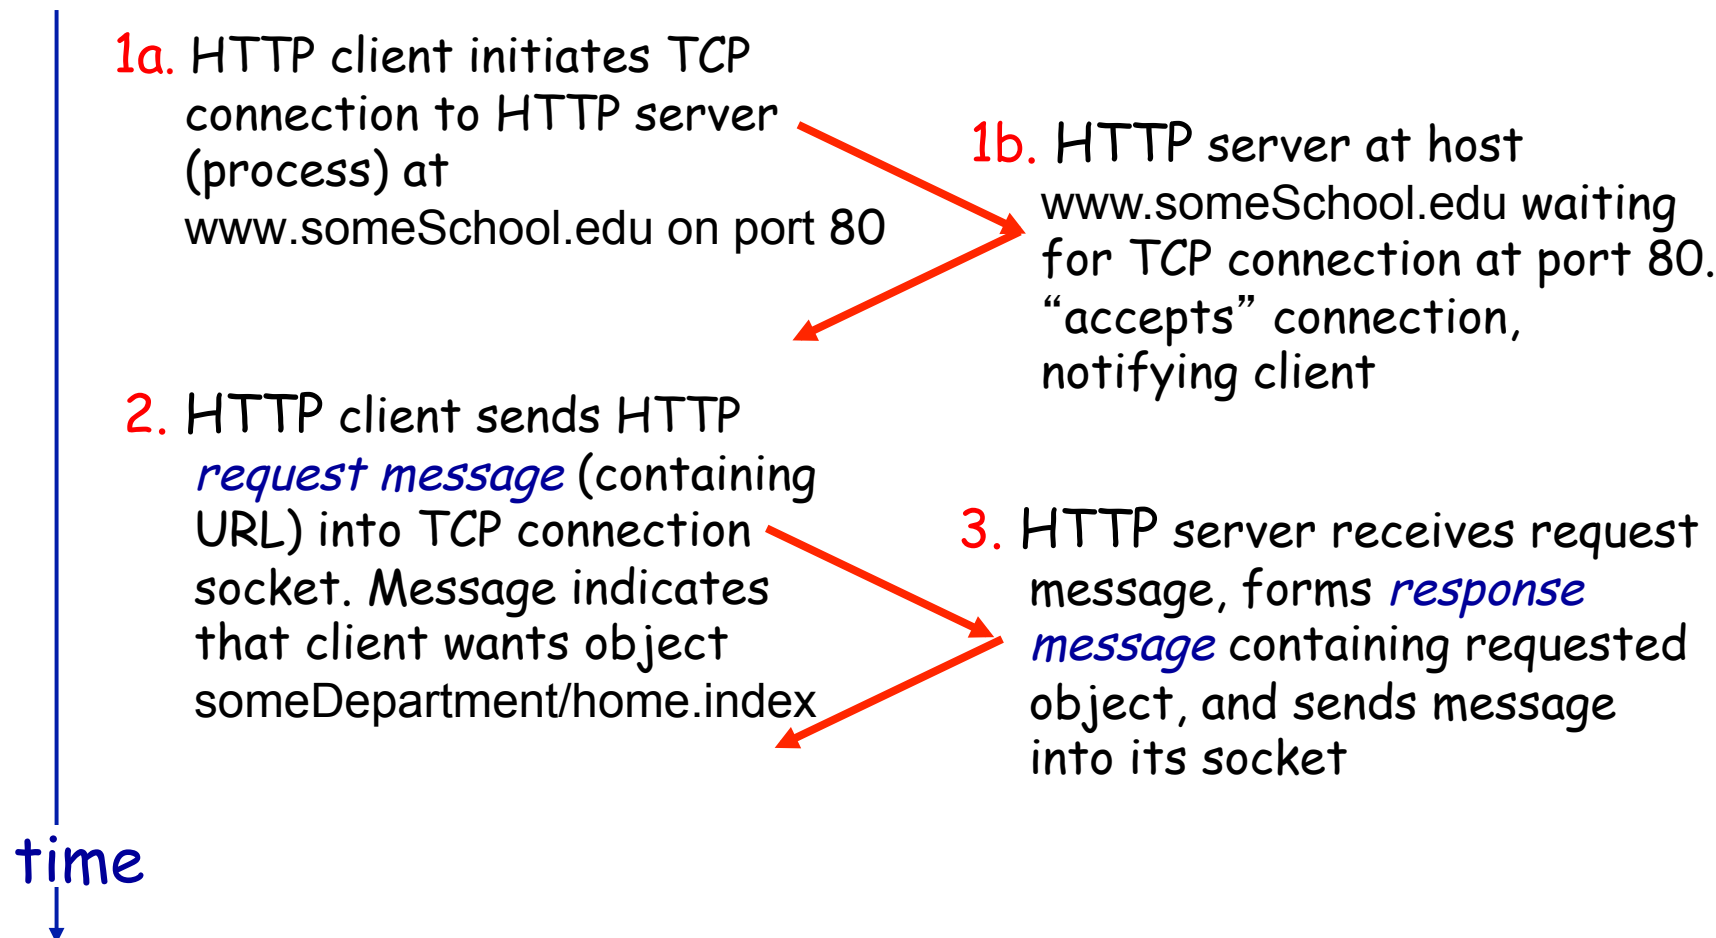 1a. HTTP client initiates TCP
connection to HTTP server
(process) at
www.someSchool.edu on port 80
1b. HTTP server at host
www.someSchool.edu waiting
for TCP connection at port 80.
“accepts” connection,
notifying client
2. HTTP client sends HTTP
request message (containing
URL) into TCP connection
socket. Message indicates
that client wants object
someDepartment/home.index
3. HTTP server receives request
message, forms response
message containing requested
object, and sends message
into its socket
time